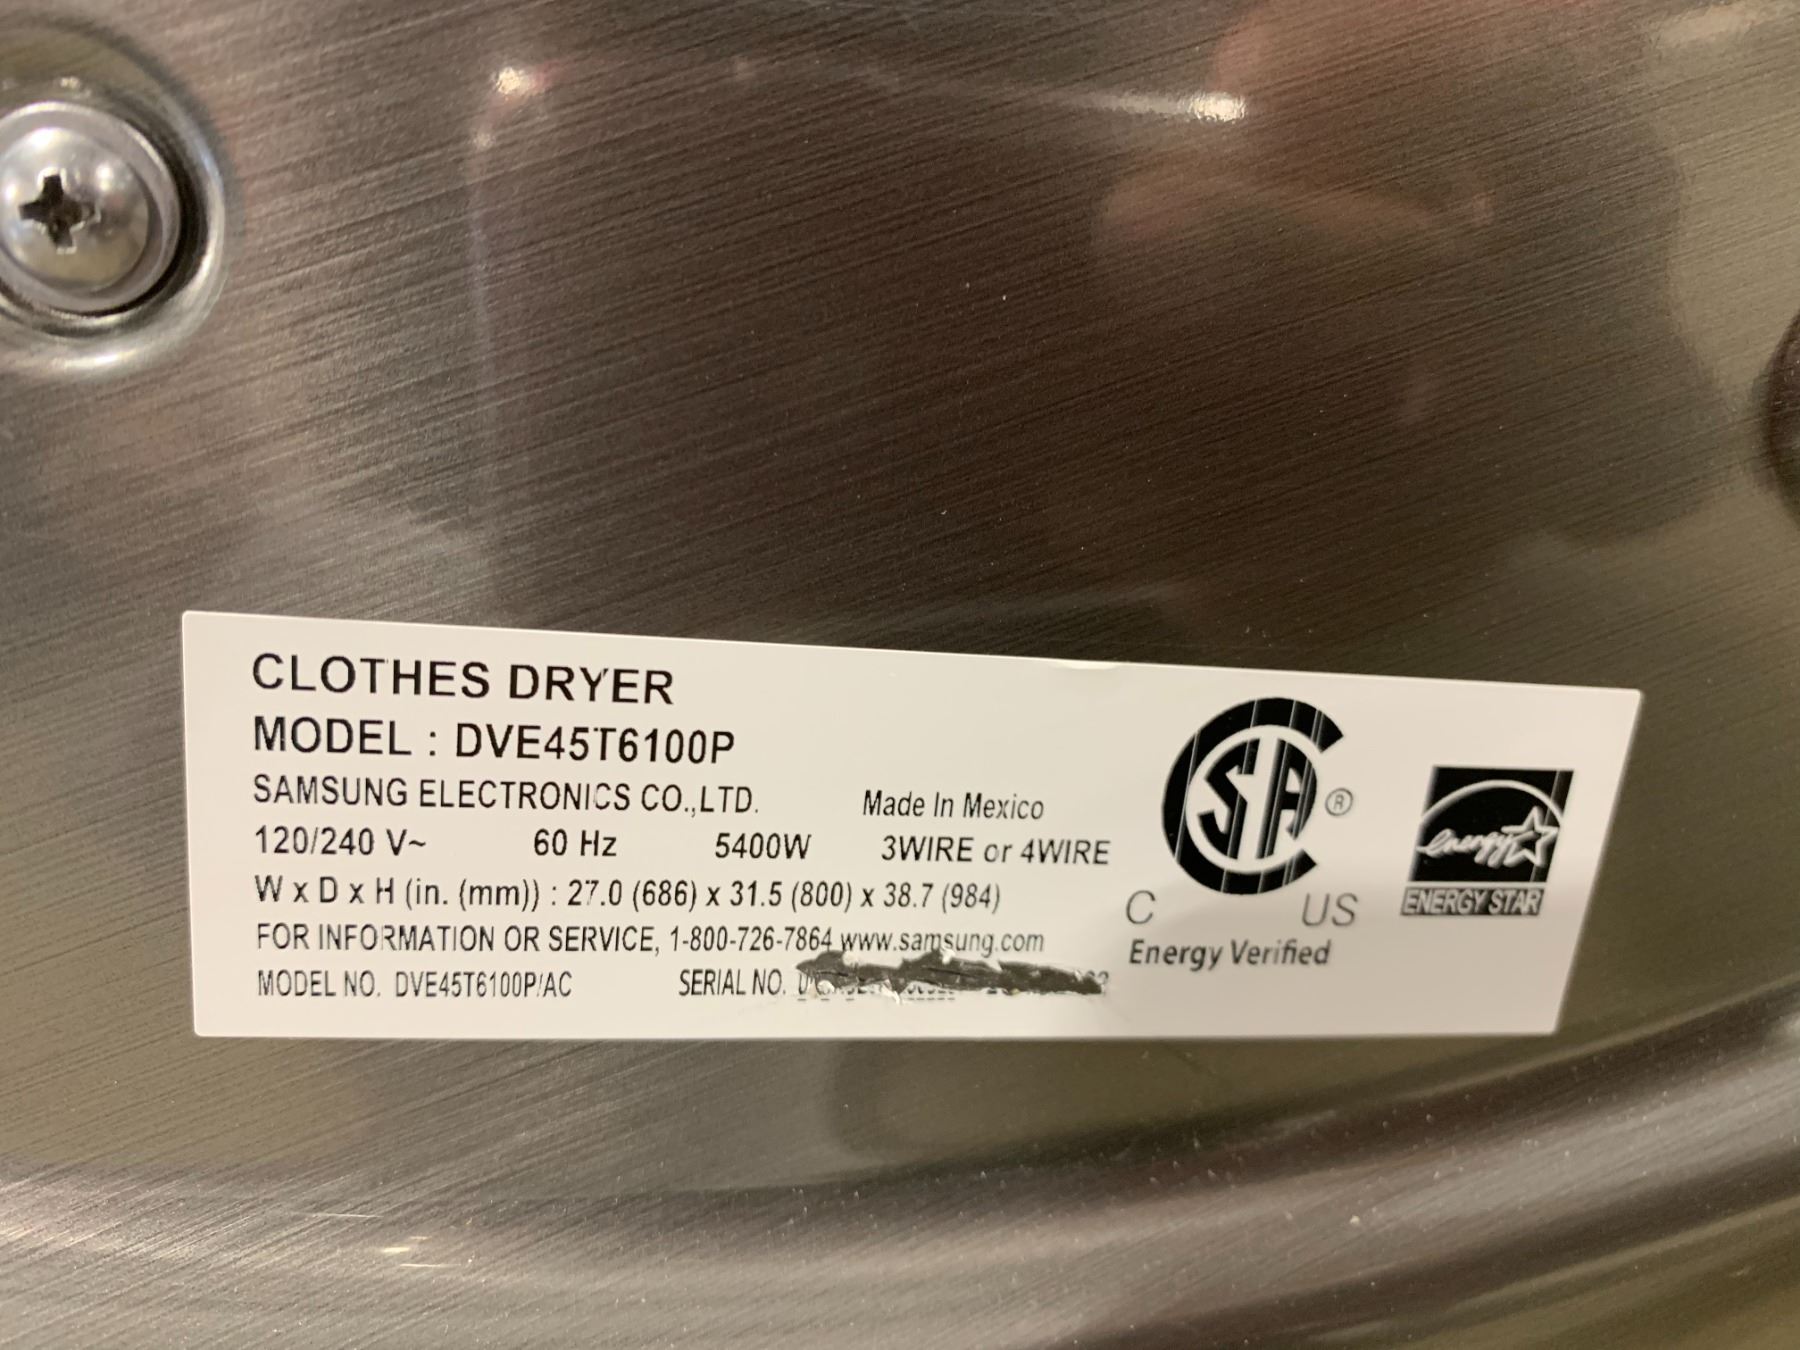 CLOTHES DRYER
MODEL : DVE45T6100P
SAMSUNG ELECTRONICS CO.,LTD. Made In Mexico
120/240 V~ 60 Hz 5400W 3WIRE or 4WIRE
W x D x H (in. (mm)) : 27.0 (686) x 31.5 (800) x 38.7 (984)
FOR INFORMATION OR SERVICE, 1-800-726-7864 www.samsung.com
MODEL NO. DVE45T6100P/AC SERIAL NO.
CSA ®
C US
Energy Verified
energy
ENERGY STAR